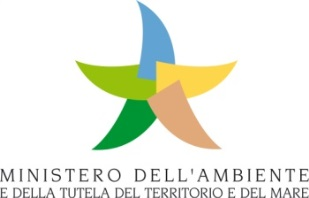 MINISTERO DELL'AMBIENTE
E DELLA TUTELA DEL TERRITORIO E DEL MARE